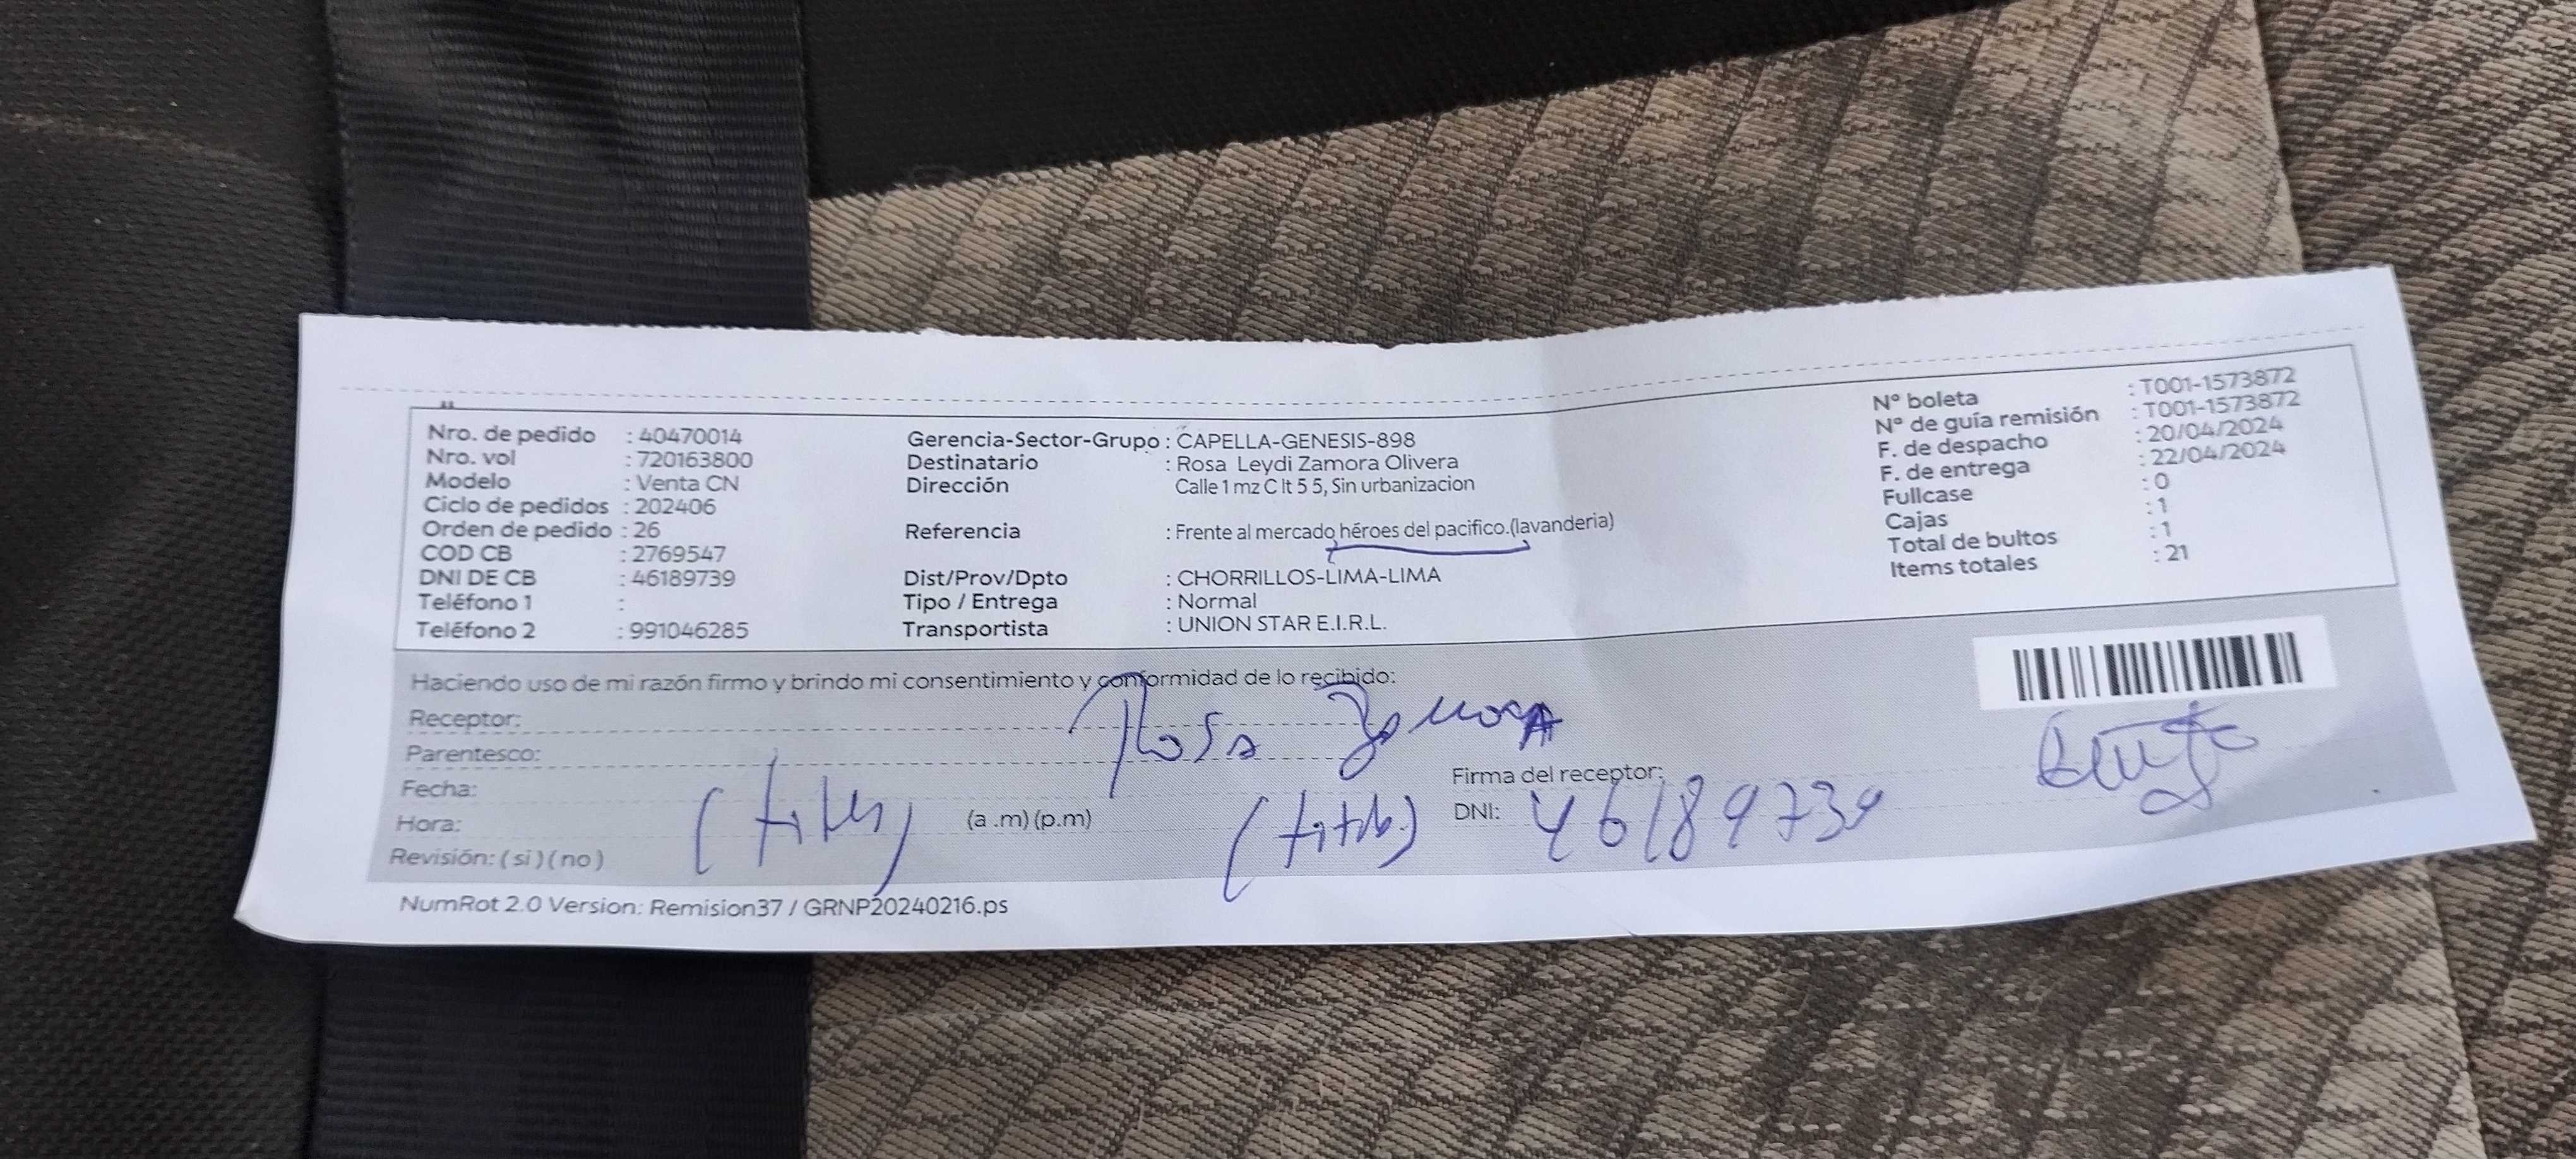 Nro. de pedido : 40470014
Nro. vol : 720163800
Modelo : Venta CN
Ciclo de pedidos : 202406
Orden de pedido : 26
COD CB : 2769547
DNI DE CB : 46189739
Teléfono 1 :
Teléfono 2 : 991046285
Gerencia-Sector-Grupo : CAPELLA-GENESIS-898
Destinatario : Rosa Leydi Zamora Olivera
Dirección Calle 1 mz C lt 5 5, Sin urbanizacion
Referencia : Frente al mercado héroes del pacifico.(lavanderia)
Dist/Prov/Dpto : CHORRILLOS-LIMA-LIMA
Tipo / Entrega : Normal
Transportista : UNION STAR E.I.R.L.
N° boleta : T001-1573872
N° de guía remisión : T001-1573872
F. de despacho : 20/04/2024
F. de entrega : 22/04/2024
Fullcase : 0
Cajas : 1
Total de bultos : 1
Items totales : 21
Haciendo uso de mi razón firmo y brindo mi consentimiento y conformidad de lo recibido:
Receptor: Rosa Zamora
Parentesco:
Fecha:
Hora: (a .m) (p.m)
Revisión: ( si ) ( no )
Firma del receptor:
DNI: 46189739
NumRot 2.0 Version: Remision37 / GRNP20240216.ps